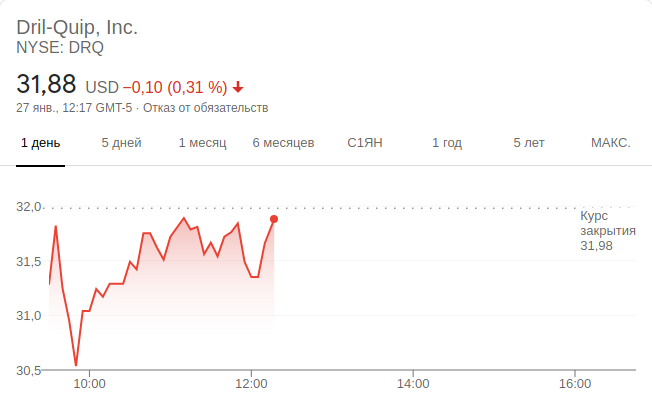 Dril-Quip, Inc.
NYSE: DRQ
31,88 USD −0,10 (0,31 %)
27 янв., 12:17 GMT-5 · Отказ от обязательств
1 день 5 дней 1 месяц 6 месяцев С1ЯН 1 год 5 лет МАКС.
32,0
Курс
закрытия
31,98
31,5
31,0
30,5
10:00 12:00 14:00 16:00